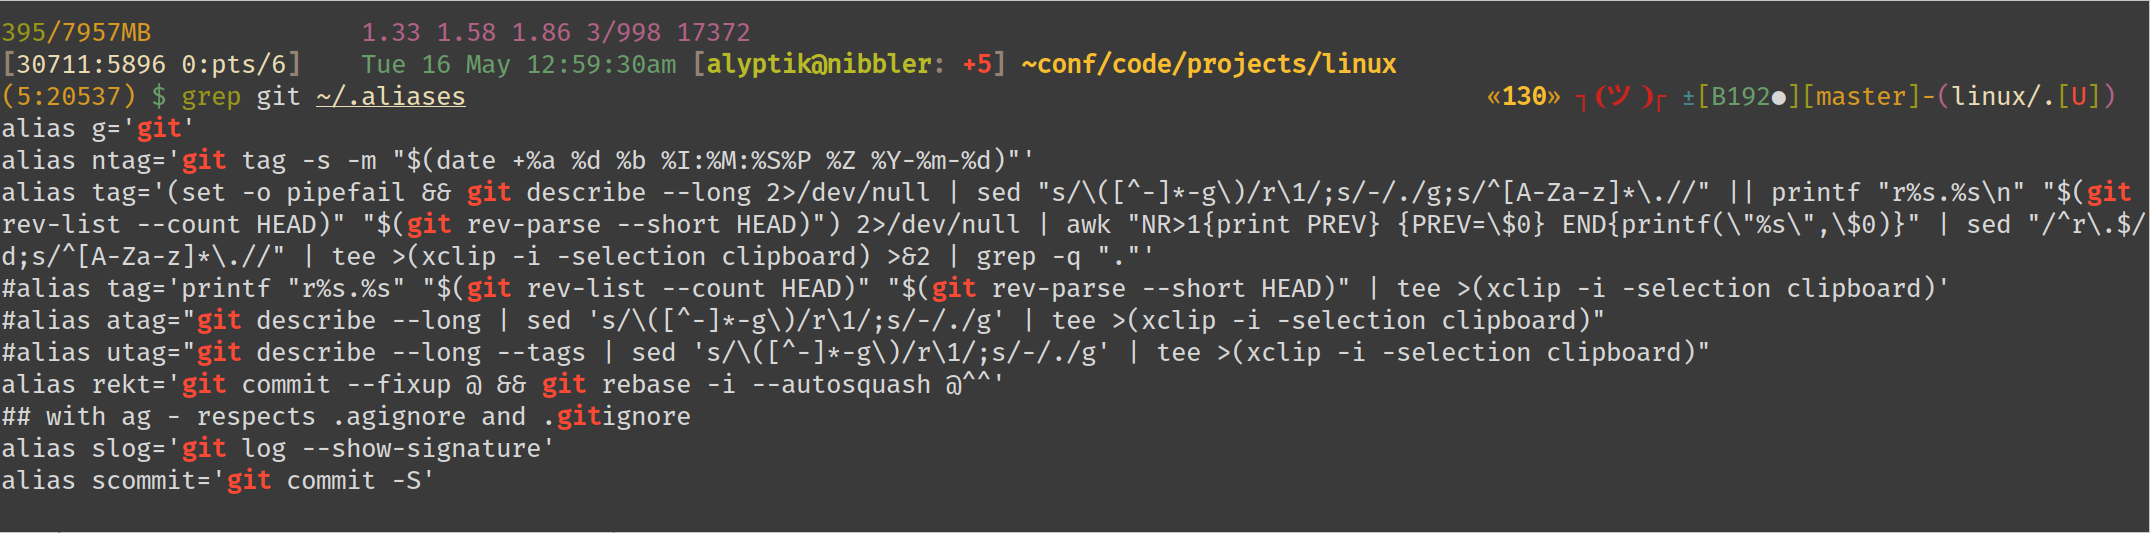 395/7957MB 1.33 1.58 1.86 3/998 17372
[30711:5896 0:pts/6] Tue 16 May 12:59:30am [alyptik@nibbler: +5] ~conf/code/projects/linux
(5:20537) $ grep git ~/.aliases «130» ┐(ツ)┌ ±[B192●][master]-(linux/.[U])
alias g='git'
alias ntag='git tag -s -m "$(date +%a %d %b %I:%M:%S%P %Z %Y-%m-%d)"'
alias tag='(set -o pipefail && git describe --long 2>/dev/null | sed "s/\([^-]*-g\)/r\1/;s/-/./g;s/^[A-Za-z]*\.//" || printf "r%s.%s\n" "$(git
rev-list --count HEAD)" "$(git rev-parse --short HEAD)") 2>/dev/null | awk "NR>1{print PREV} {PREV=\$0} END{printf(\"%s\",\$0)}" | sed "/^r\.$/
d;s/^[A-Za-z]*\.//" | tee >(xclip -i -selection clipboard) >&2 | grep -q "."'
#alias tag='printf "r%s.%s" "$(git rev-list --count HEAD)" "$(git rev-parse --short HEAD)" | tee >(xclip -i -selection clipboard)'
#alias atag="git describe --long | sed 's/\([^-]*-g\)/r\1/;s/-/./g' | tee >(xclip -i -selection clipboard)"
#alias utag="git describe --long --tags | sed 's/\([^-]*-g\)/r\1/;s/-/./g' | tee >(xclip -i -selection clipboard)"
alias rekt='git commit --fixup @ && git rebase -i --autosquash @^^'
## with ag - respects .agignore and .gitignore
alias slog='git log --show-signature'
alias scommit='git commit -S'